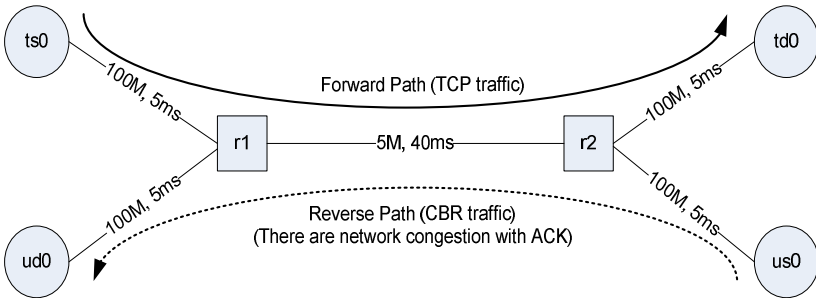 ts0
td0
100M, 5ms
Forward Path (TCP traffic)
100M, 5ms
r1
5M, 40ms
r2
100M, 5ms
Reverse Path (CBR traffic)
(There are network congestion with ACK)
100M, 5ms
ud0
us0